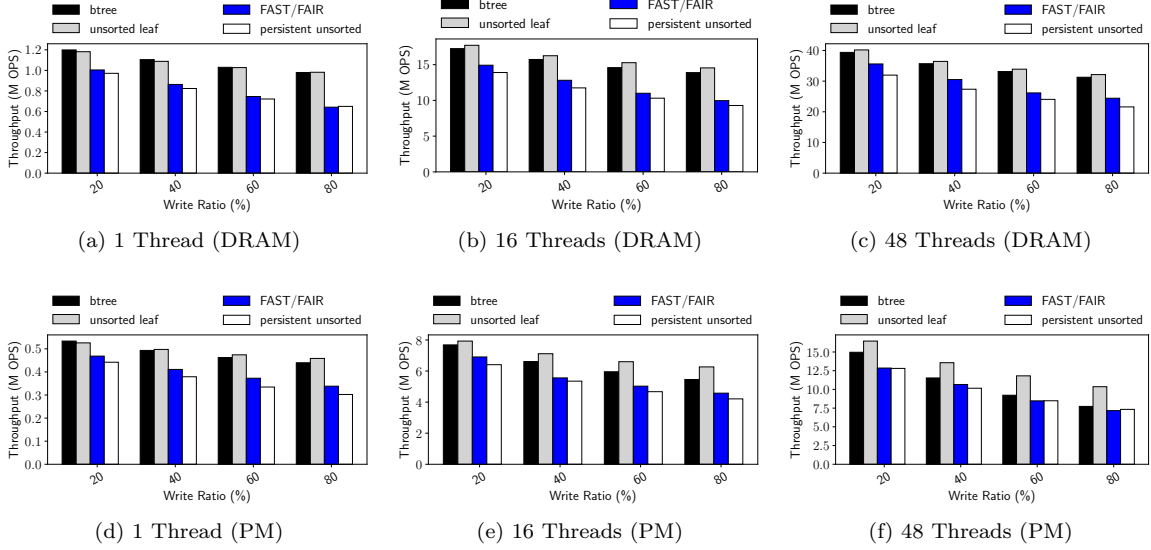 btree FAST/FAIR
unsorted leaf persistent unsorted
Throughput (M OPS)
1.2
1.0
0.8
0.6
0.4
0.2
0.0
20 40 60 80
Write Ratio (%)
(a) 1 Thread (DRAM)
btree FAST/FAIR
unsorted leaf persistent unsorted
Throughput (M OPS)
15
10
5
0
20 40 60 80
Write Ratio (%)
(b) 16 Threads (DRAM)
btree FAST/FAIR
unsorted leaf persistent unsorted
Throughput (M OPS)
40
30
20
10
0
20 40 60 80
Write Ratio (%)
(c) 48 Threads (DRAM)
btree FAST/FAIR
unsorted leaf persistent unsorted
Throughput (M OPS)
0.5
0.4
0.3
0.2
0.1
0.0
20 40 60 80
Write Ratio (%)
(d) 1 Thread (PM)
btree FAST/FAIR
unsorted leaf persistent unsorted
Throughput (M OPS)
8
6
4
2
0
20 40 60 80
Write Ratio (%)
(e) 16 Threads (PM)
btree FAST/FAIR
unsorted leaf persistent unsorted
Throughput (M OPS)
15.0
12.5
10.0
7.5
5.0
2.5
0.0
20 40 60 80
Write Ratio (%)
(f) 48 Threads (PM)